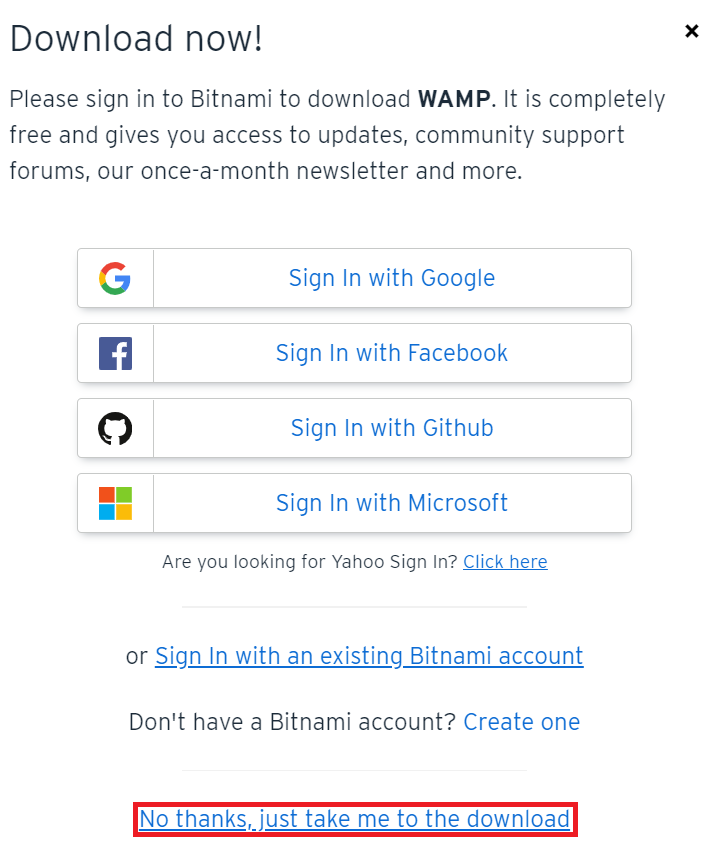 Download now!
Please sign in to Bitnami to download WAMP. It is completely
free and gives you access to updates, community support
forums, our once-a-month newsletter and more.
Sign In with Google
Sign In with Facebook
Sign In with Github
Sign In with Microsoft
Are you looking for Yahoo Sign In? Click here
or Sign In with an existing Bitnami account
Don't have a Bitnami account? Create one
No thanks, just take me to the download